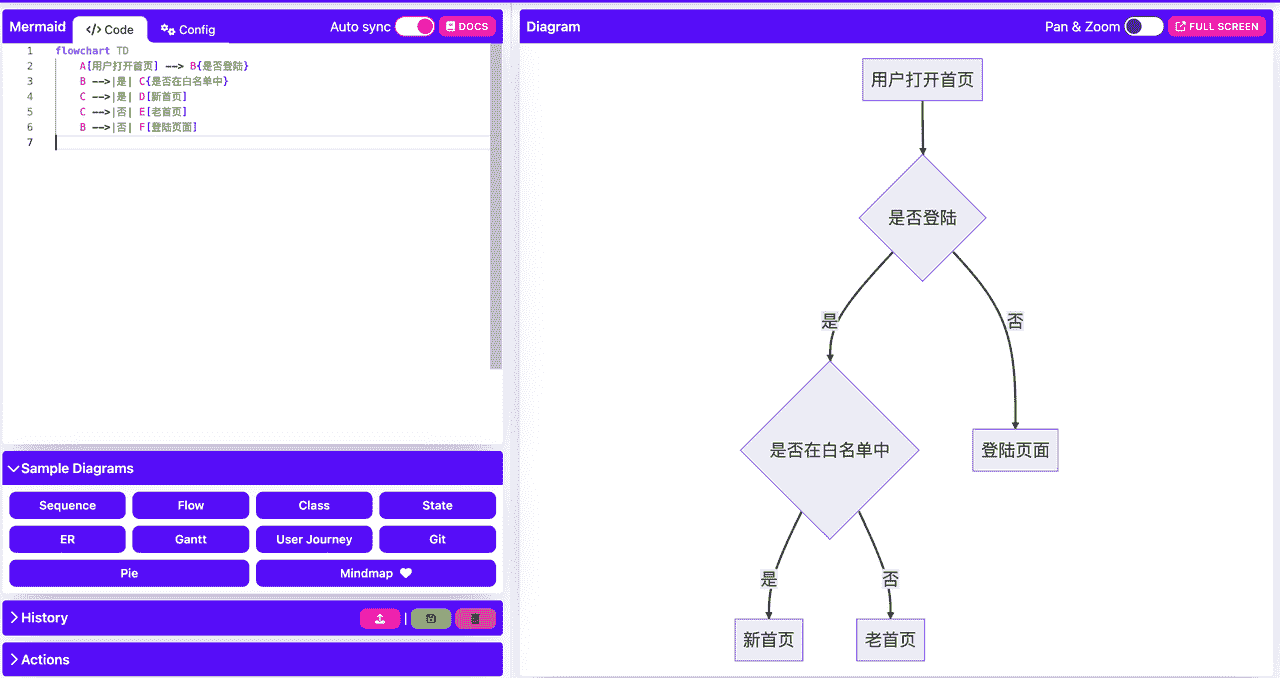 Mermaid
Code
Config
Auto sync
DOCS
1 flowchart TD
2 A[用户打开首页] --> B{是否登陆}
3 B -->|是| C{是否在白名单中}
4 C -->|是| D[新首页]
5 C -->|否| E[老首页]
6 B -->|否| F[登陆页面]
7
Sample Diagrams
Sequence Flow Class State
ER Gantt User Journey Git
Pie Mindmap
History
Actions
Diagram
Pan & Zoom
FULL SCREEN
用户打开首页
是否登陆
是 否
是否在白名单中 登陆页面
是 否
新首页 老首页